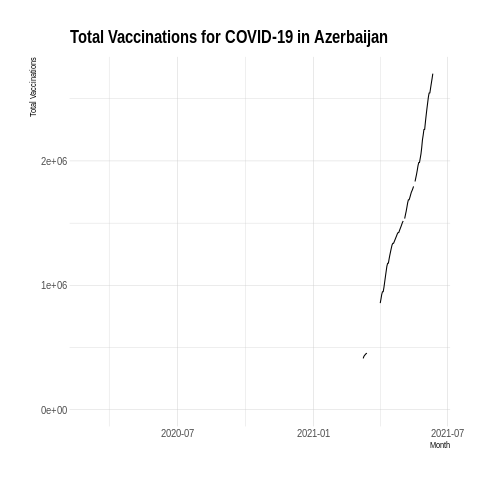 Total Vaccinations for COVID-19 in Azerbaijan
Total Vaccinations
2e+06
1e+06
0e+00
2020-07
2021-01
2021-07
Month